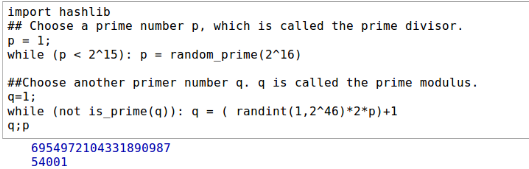 import hashlib
## Choose a prime number p, which is called the prime divisor.
p = 1;
while (p < 2^15): p = random_prime(2^16)
##Choose another primer number q. q is called the prime modulus.
q=1;
while (not is_prime(q)): q = ( randint(1,2^46)*2*p)+1
q;p
6954972104331890987
54001